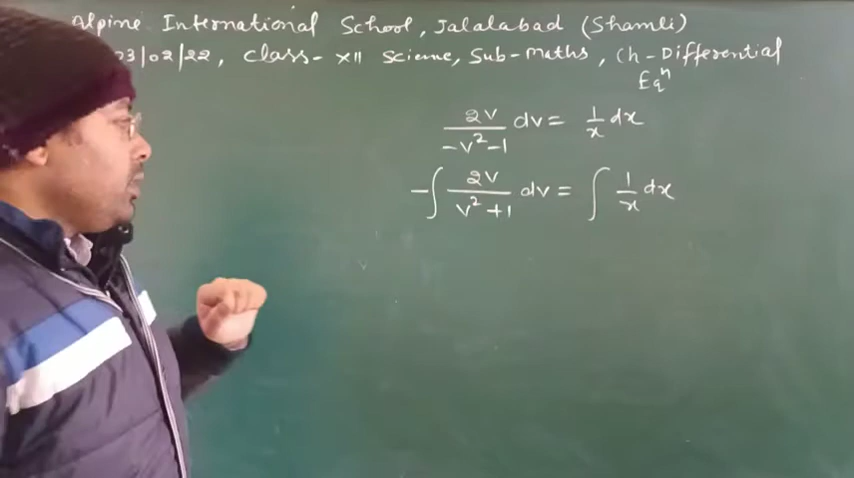 Alpine International School, Jalalabad (Shamli)
03/02/22, Class- XII Science, Sub-Maths, Ch-Differential
Eqⁿ
2v/(-v²-1) dv = 1/x dx
-∫ 2v/(v²+1) dv = ∫ 1/x dx